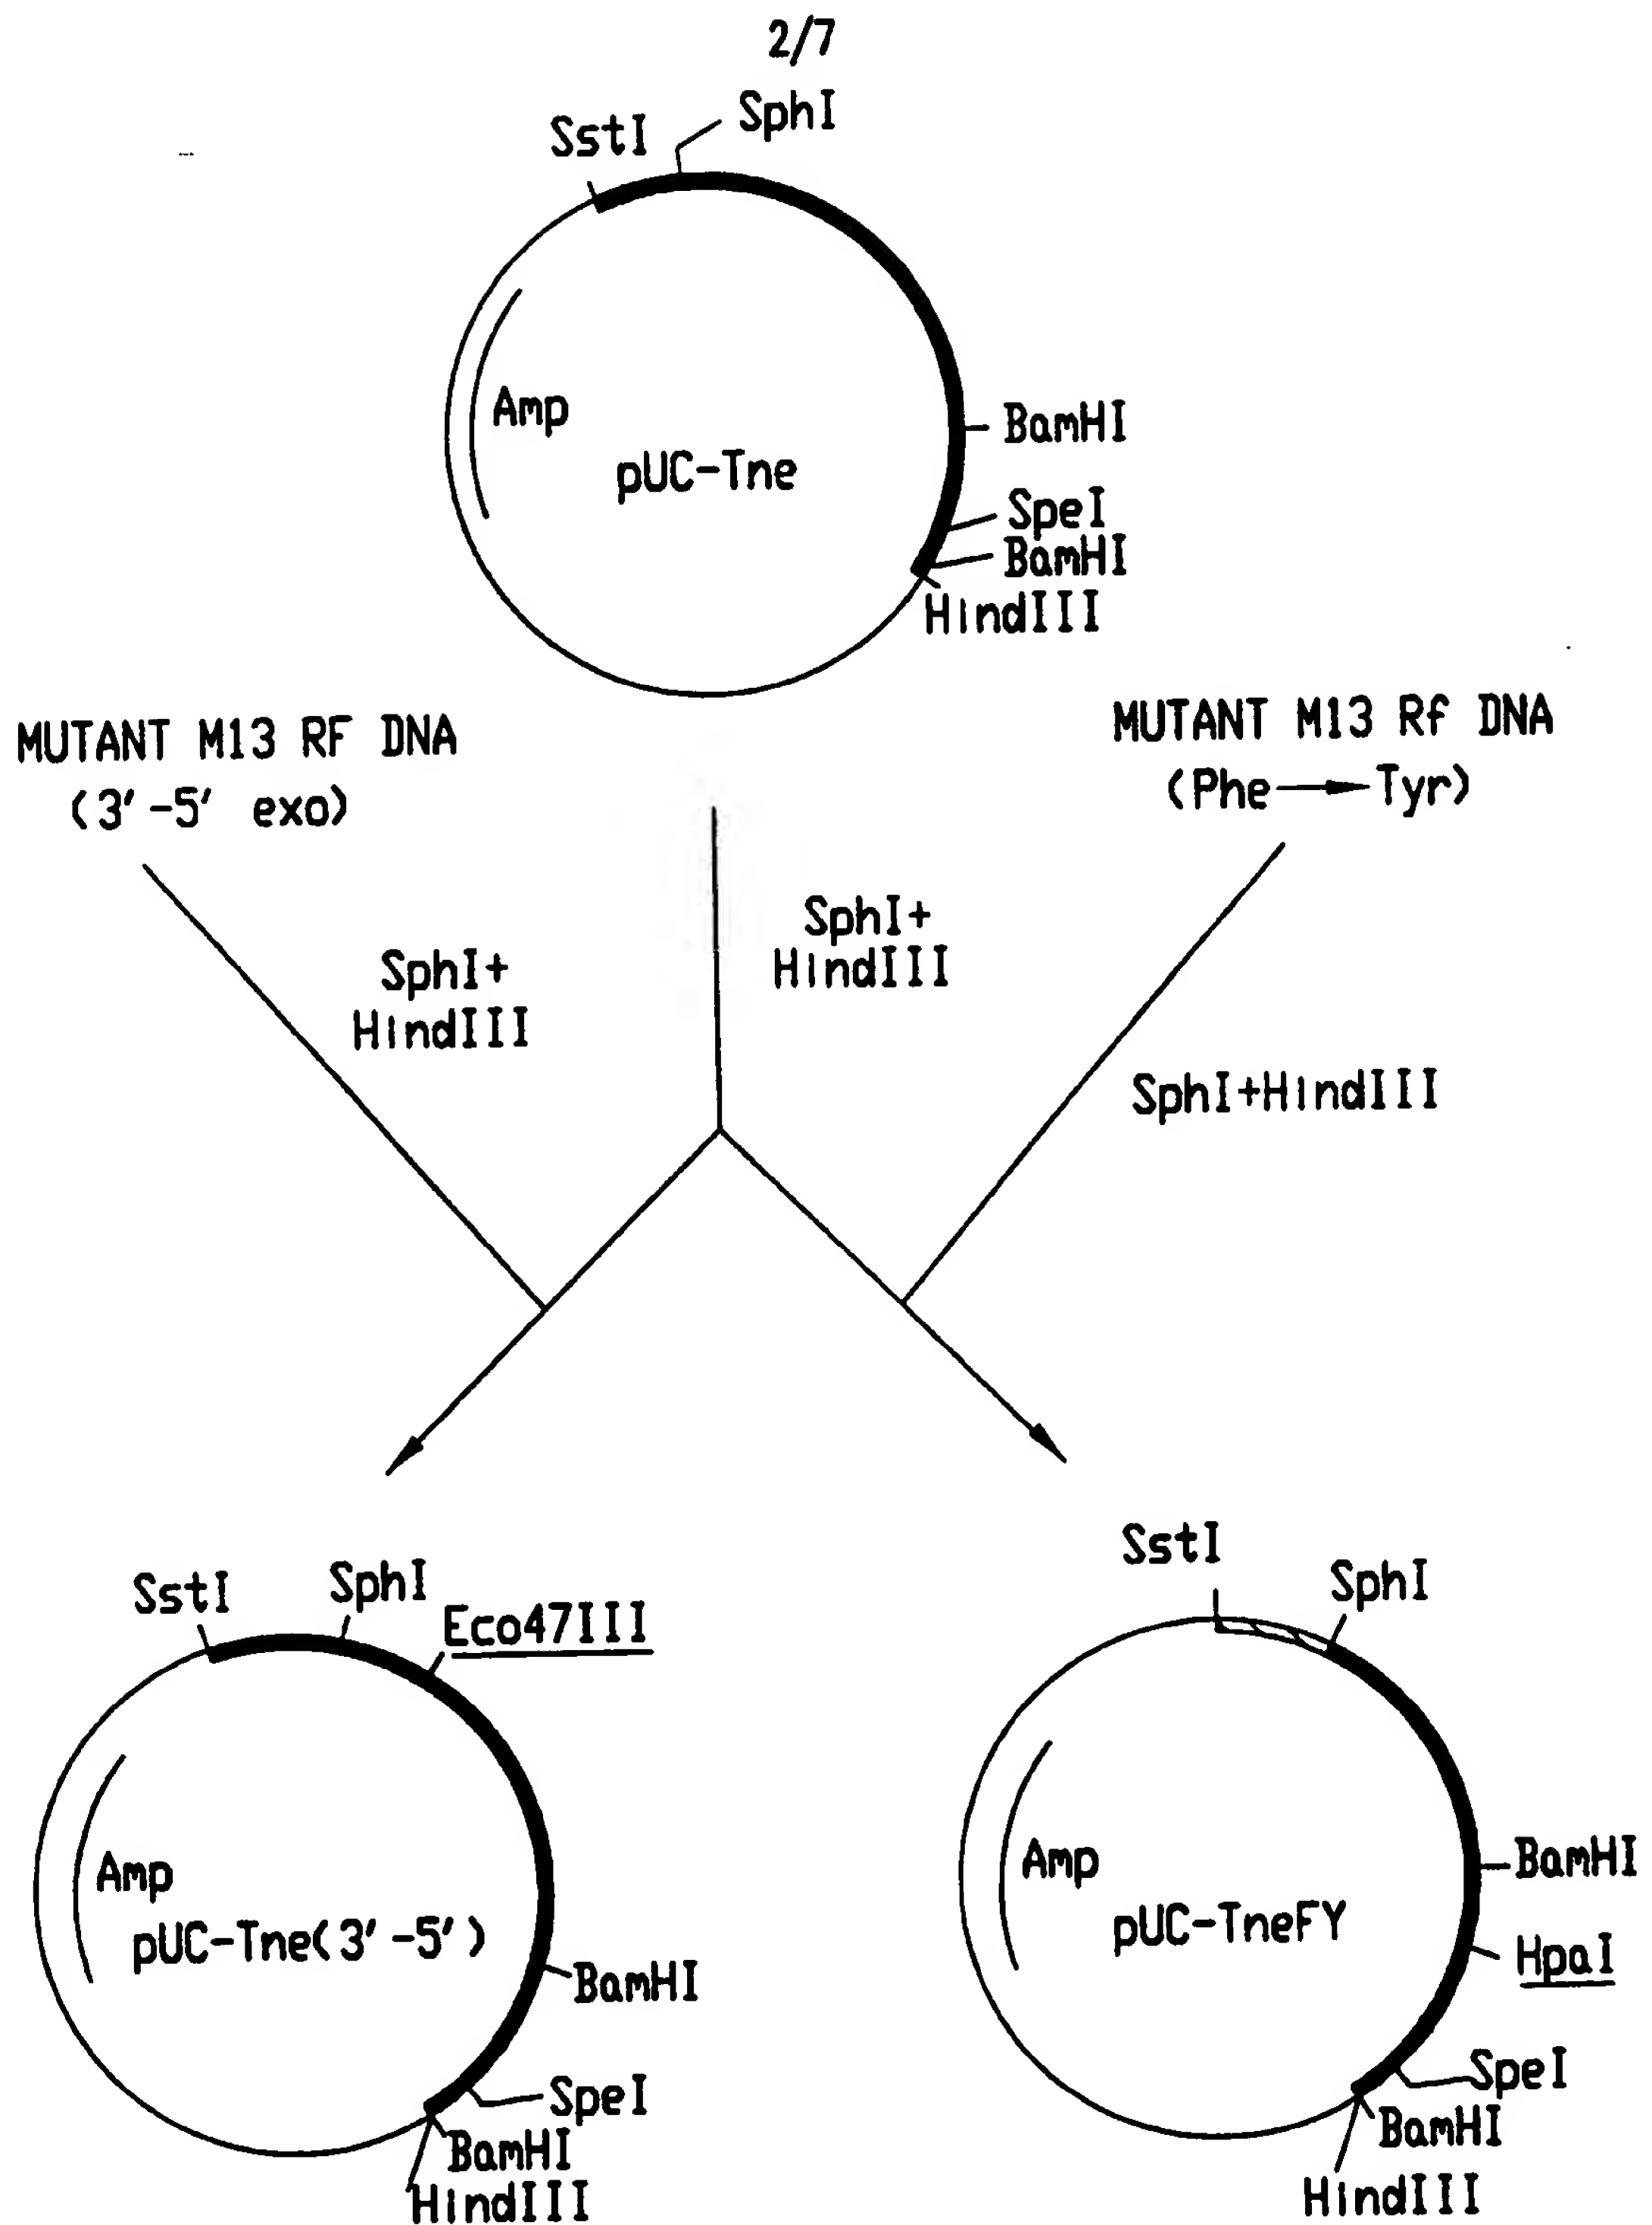 2/7
SstI
SphI
Amp
pUC-Tne
BamHI
SpeI
BamHI
HindIII
MUTANT M13 RF DNA
(3'-5' exo)
MUTANT M13 Rf DNA
(Phe→Tyr)
SphI+
HindIII
SphI+
HindIII
SphI+HindIII
SstI
SphI
Eco47III
Amp
pUC-Tne(3'-5')
BamHI
SpeI
BamHI
HindIII
SstI
SphI
Amp
pUC-TneFY
BamHI
HpaI
SpeI
BamHI
HindIII